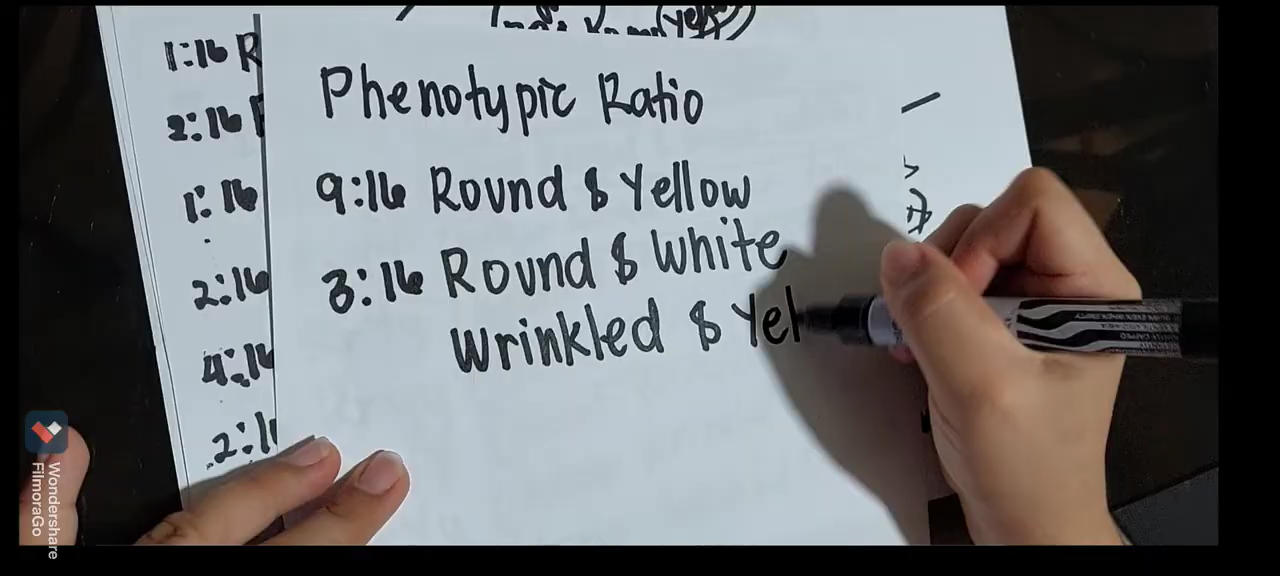 1:16 R
2:16
1:16
2:16
4:16
2:1
Phenotypic Ratio
9:16 Round & Yellow
3:16 Round & White
Wrinkled & Yel
Wondershare
FilmoraGo